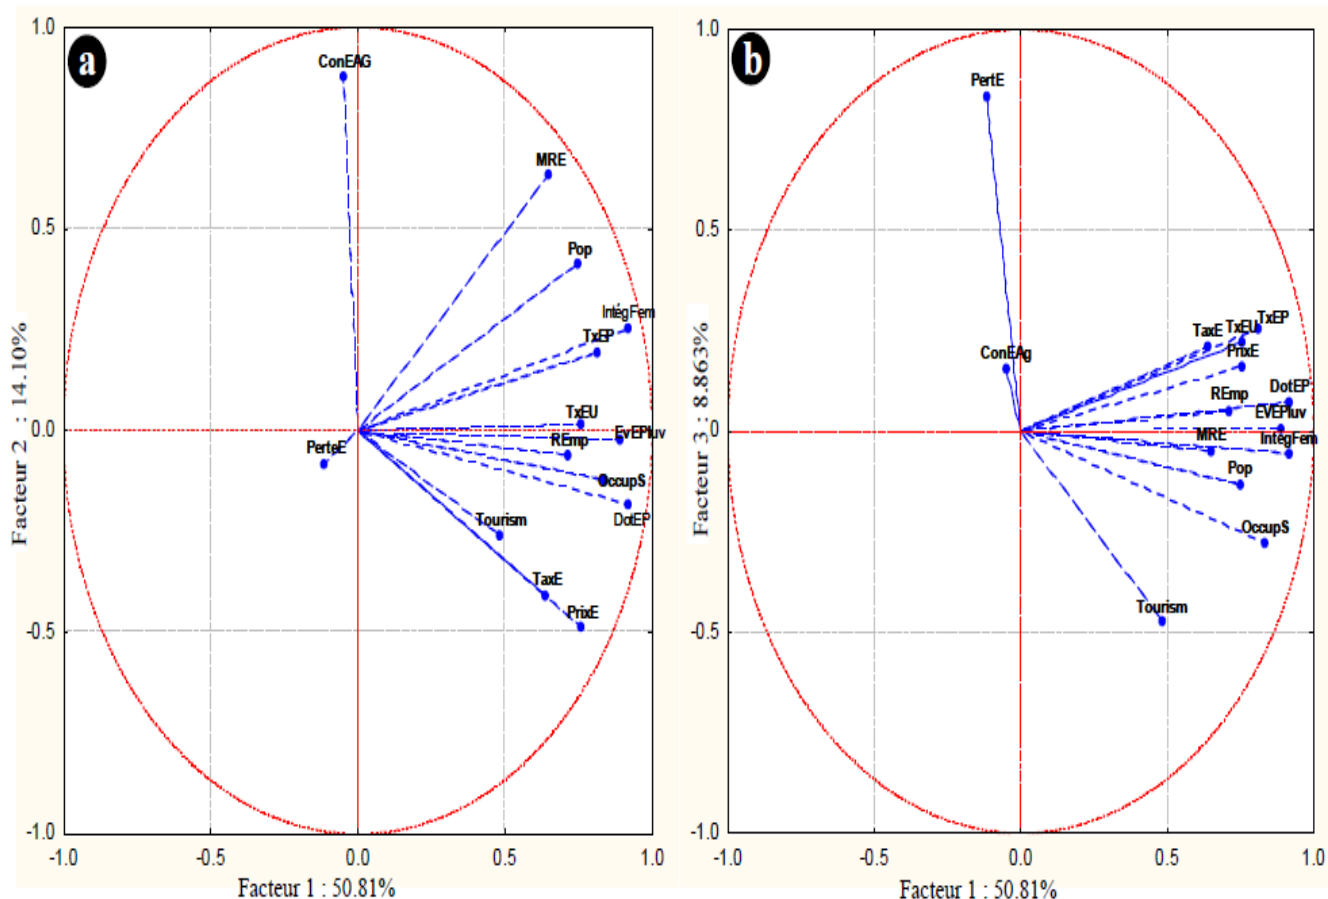 a
1.0
0.5
0.0
-0.5
-1.0
-1.0
-0.5
0.0
0.5
1.0
Facteur 2 : 14.10%
Facteur 1 : 50.81%
ConEAG
MRE
Pop
IntégFem
TxEP
TxEU
EvEPluv
REmp
PerteE
OccupS
DotEP
Tourism
TaxE
PrixE
b
1.0
0.5
0.0
-0.5
-1.0
-1.0
-0.5
0.0
0.5
1.0
Facteur 3 : 8.863%
Facteur 1 : 50.81%
PertE
TxEP
TxEU
TaxE
PrixE
ConEAg
DotEP
REmp
EVEPluv
MRE
IntégFem
Pop
OccupS
Tourism